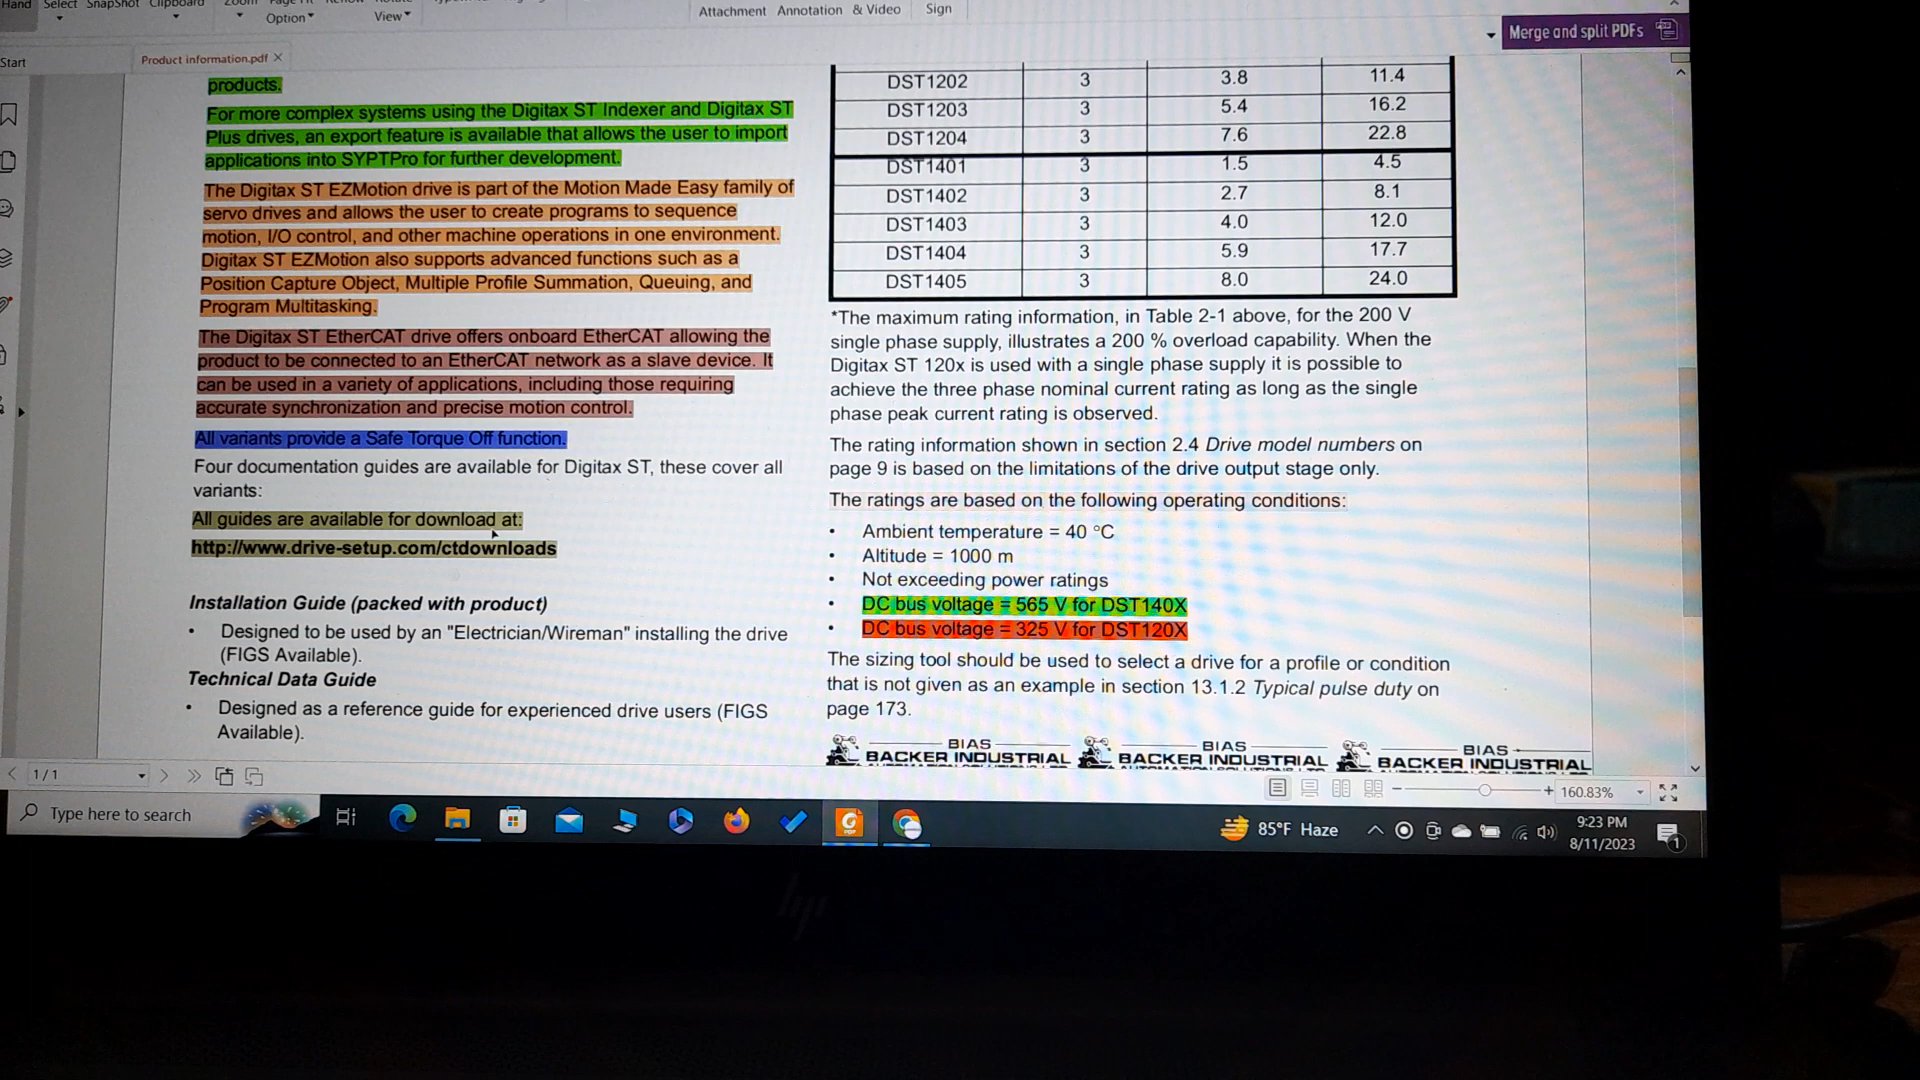 Hand Select SnapShot Clipboard
Option
View
Attachment Annotation & Video Sign
Merge and split PDFs
Start
Product information.pdf
products.
For more complex systems using the Digitax ST Indexer and Digitax ST
Plus drives, an export feature is available that allows the user to import
applications into SYPTPro for further development.
The Digitax ST EZMotion drive is part of the Motion Made Easy family of
servo drives and allows the user to create programs to sequence
motion, I/O control, and other machine operations in one environment.
Digitax ST EZMotion also supports advanced functions such as a
Position Capture Object, Multiple Profile Summation, Queuing, and
Program Multitasking.
The Digitax ST EtherCAT drive offers onboard EtherCAT allowing the
product to be connected to an EtherCAT network as a slave device. It
can be used in a variety of applications, including those requiring
accurate synchronization and precise motion control.
All variants provide a Safe Torque Off function.
Four documentation guides are available for Digitax ST, these cover all
variants:
All guides are available for download at:
http://www.drive-setup.com/ctdownloads
Installation Guide (packed with product)
• Designed to be used by an "Electrician/Wireman" installing the drive
(FIGS Available).
Technical Data Guide
• Designed as a reference guide for experienced drive users (FIGS
Available).
DST1202 3 3.8 11.4
DST1203 3 5.4 16.2
DST1204 3 7.6 22.8
DST1401 3 1.5 4.5
DST1402 3 2.7 8.1
DST1403 3 4.0 12.0
DST1404 3 5.9 17.7
DST1405 3 8.0 24.0
*The maximum rating information, in Table 2-1 above, for the 200 V
single phase supply, illustrates a 200 % overload capability. When the
Digitax ST 120x is used with a single phase supply it is possible to
achieve the three phase nominal current rating as long as the single
phase peak current rating is observed.
The rating information shown in section 2.4 Drive model numbers on
page 9 is based on the limitations of the drive output stage only.
The ratings are based on the following operating conditions:
• Ambient temperature = 40 °C
• Altitude = 1000 m
• Not exceeding power ratings
• DC bus voltage = 565 V for DST140X
• DC bus voltage = 325 V for DST120X
The sizing tool should be used to select a drive for a profile or condition
that is not given as an example in section 13.1.2 Typical pulse duty on
page 173.
BIAS BIAS BIAS
BACKER INDUSTRIAL BACKER INDUSTRIAL BACKER INDUSTRIAL
1 / 1
160.83%
Type here to search
85°F Haze
9:23 PM
8/11/2023
1
hp